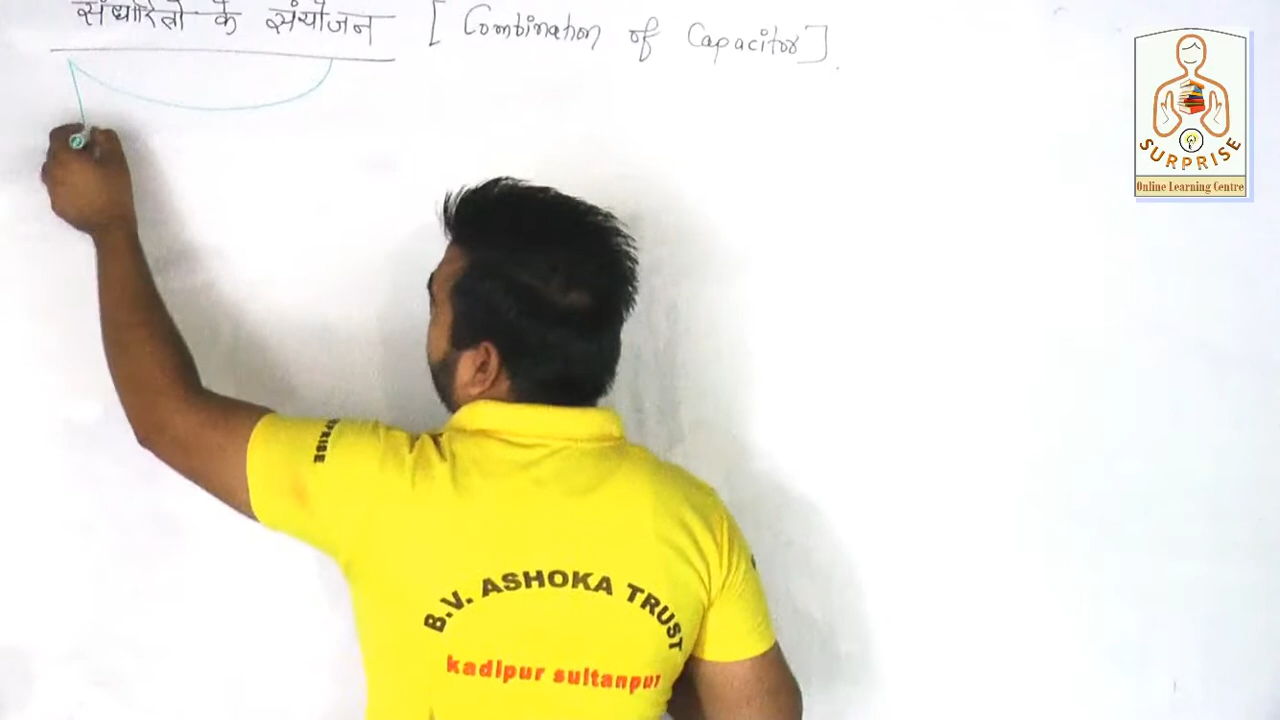 संधारित्रो के संयोजन [ Combination of Capacitor ]
SURPRISE
Online Learning Centre
B.V. ASHOKA TRUST
kadipur sultanpur